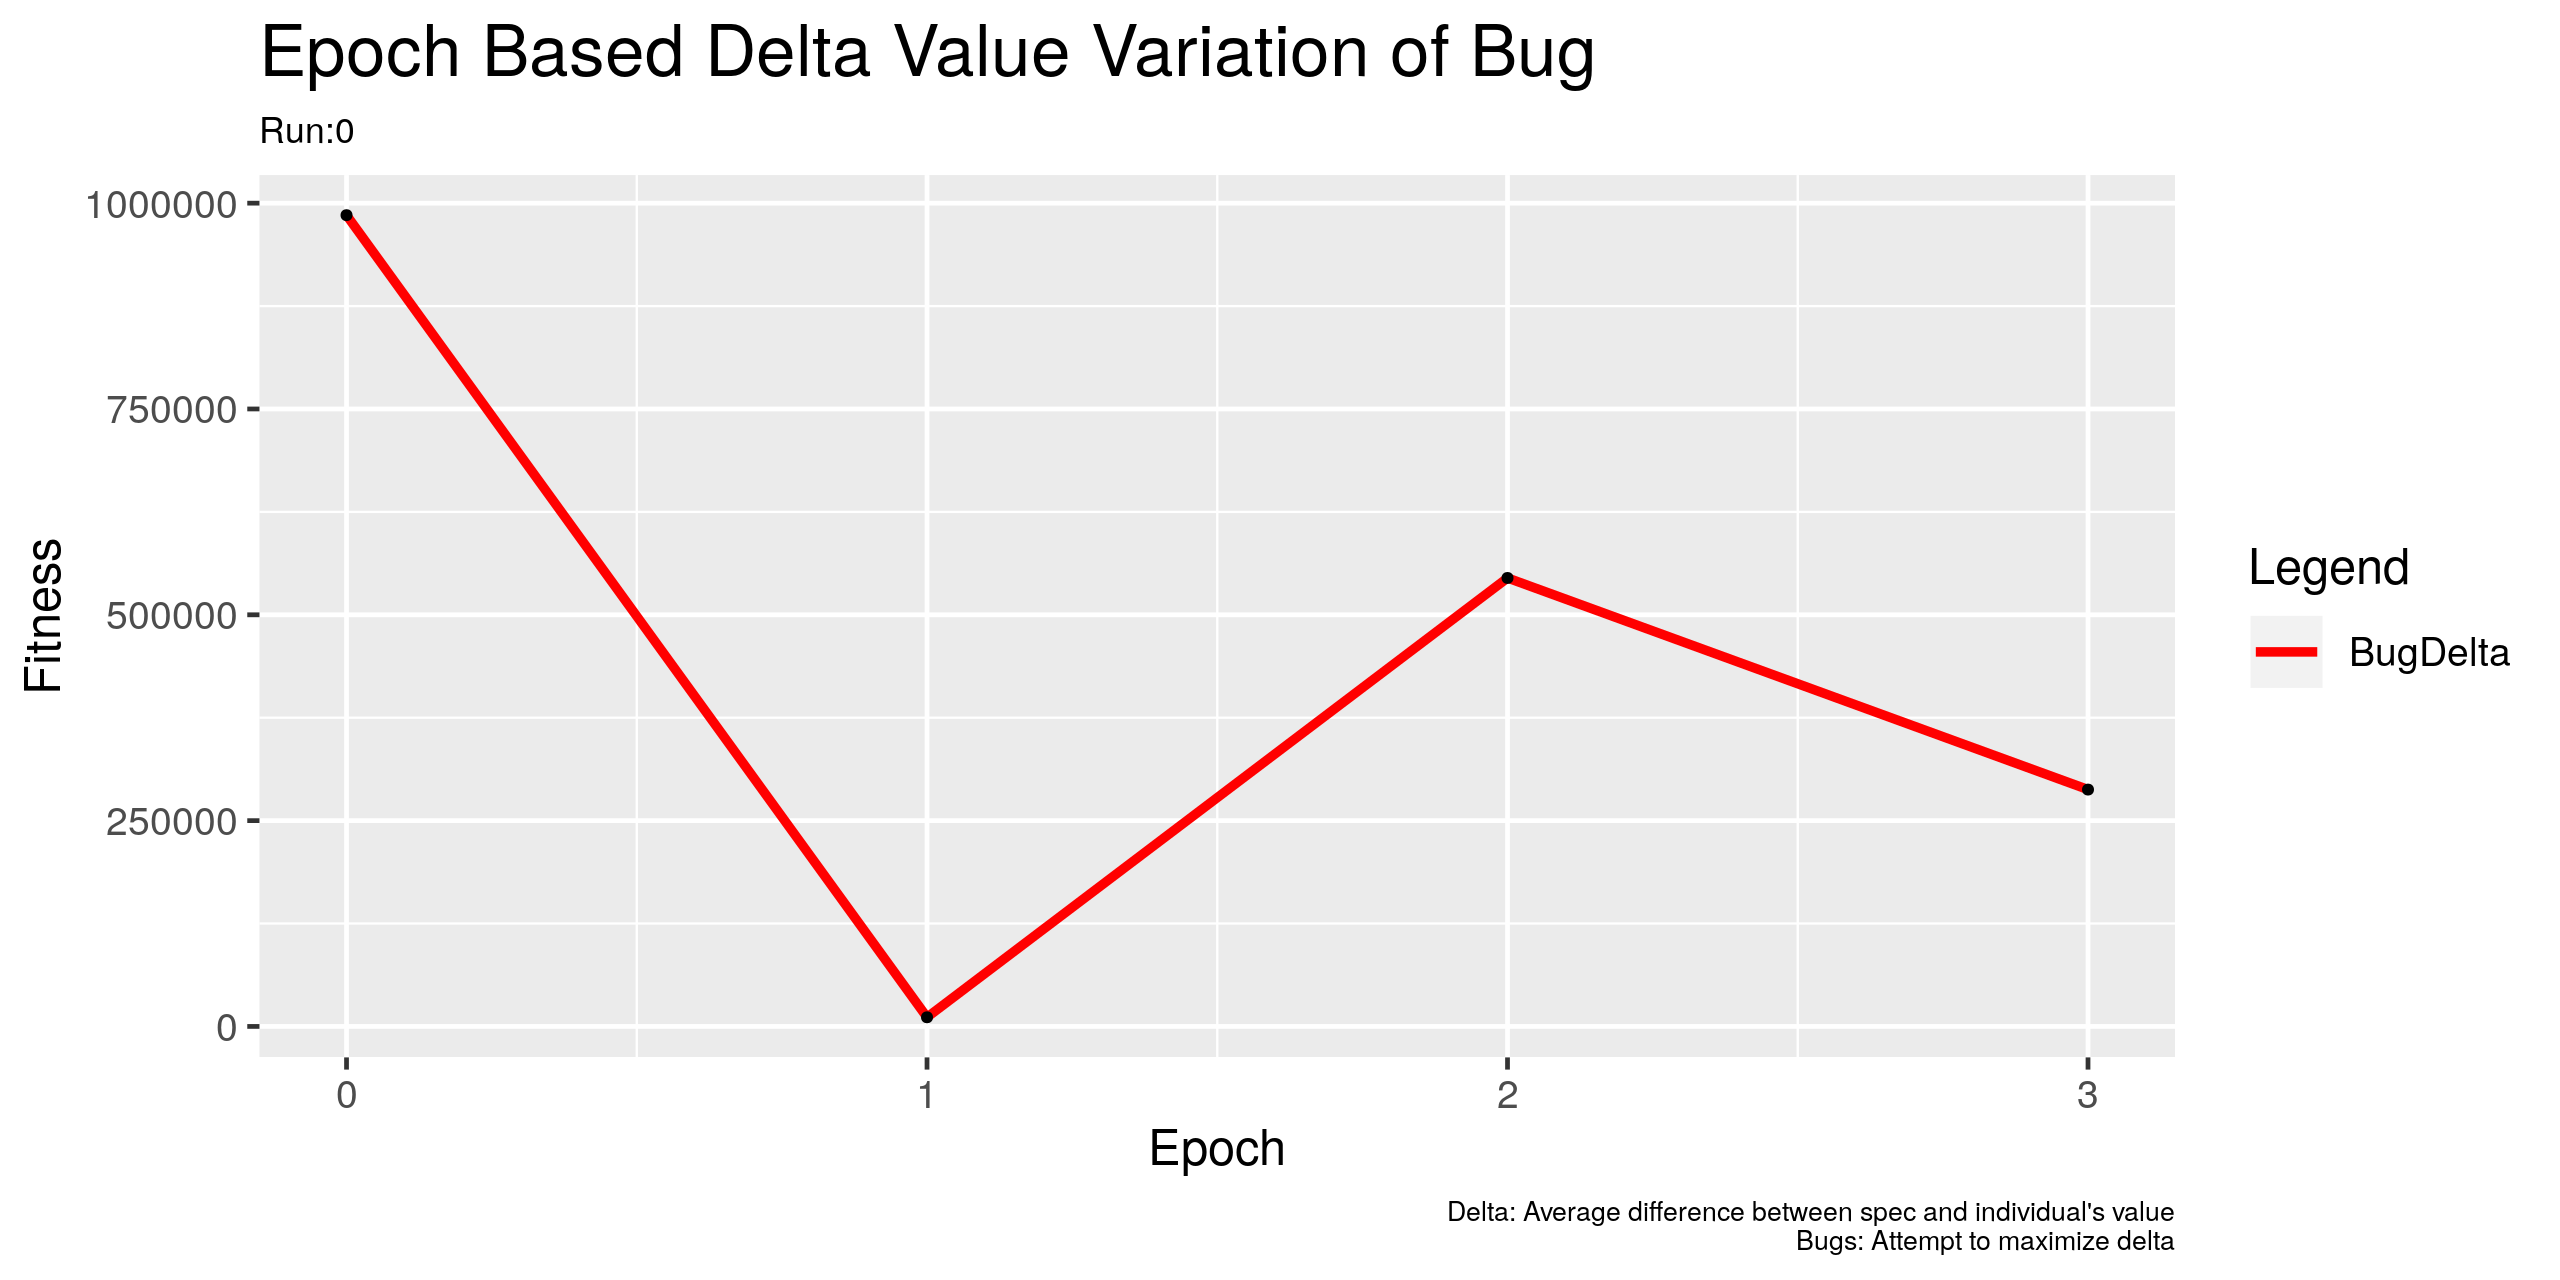 Epoch Based Delta Value Variation of Bug
Run:0
1000000
750000
500000
250000
0
Fitness
0 1 2 3
Epoch
Legend
BugDelta
Delta: Average difference between spec and individual's value
Bugs: Attempt to maximize delta